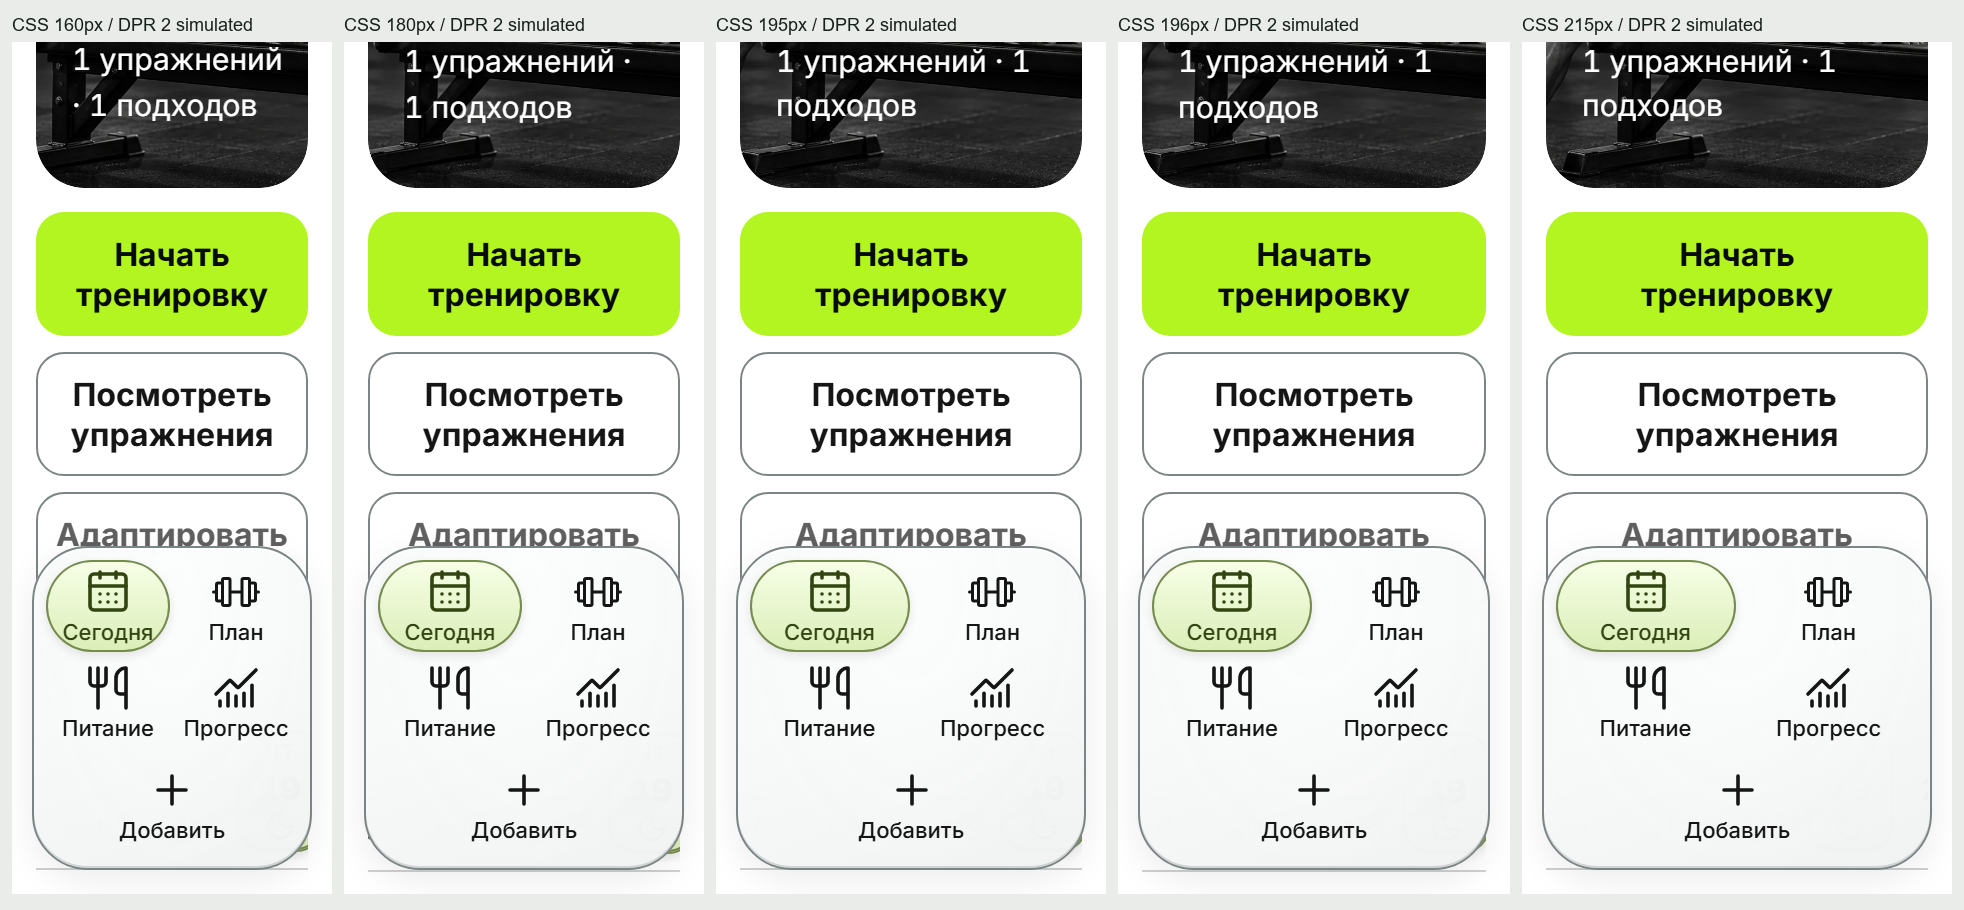 CSS 160px / DPR 2 simulated
1 упражнений
· 1 подходов
Начать
тренировку
Посмотреть
упражнения
Адаптировать
Сегодня
План
Питание
Прогресс
Добавить
CSS 180px / DPR 2 simulated
1 упражнений ·
1 подходов
Начать
тренировку
Посмотреть
упражнения
Адаптировать
Сегодня
План
Питание
Прогресс
Добавить
CSS 195px / DPR 2 simulated
1 упражнений · 1
подходов
Начать
тренировку
Посмотреть
упражнения
Адаптировать
Сегодня
План
Питание
Прогресс
Добавить
CSS 196px / DPR 2 simulated
1 упражнений · 1
подходов
Начать
тренировку
Посмотреть
упражнения
Адаптировать
Сегодня
План
Питание
Прогресс
Добавить
CSS 215px / DPR 2 simulated
1 упражнений · 1
подходов
Начать
тренировку
Посмотреть
упражнения
Адаптировать
Сегодня
План
Питание
Прогресс
Добавить